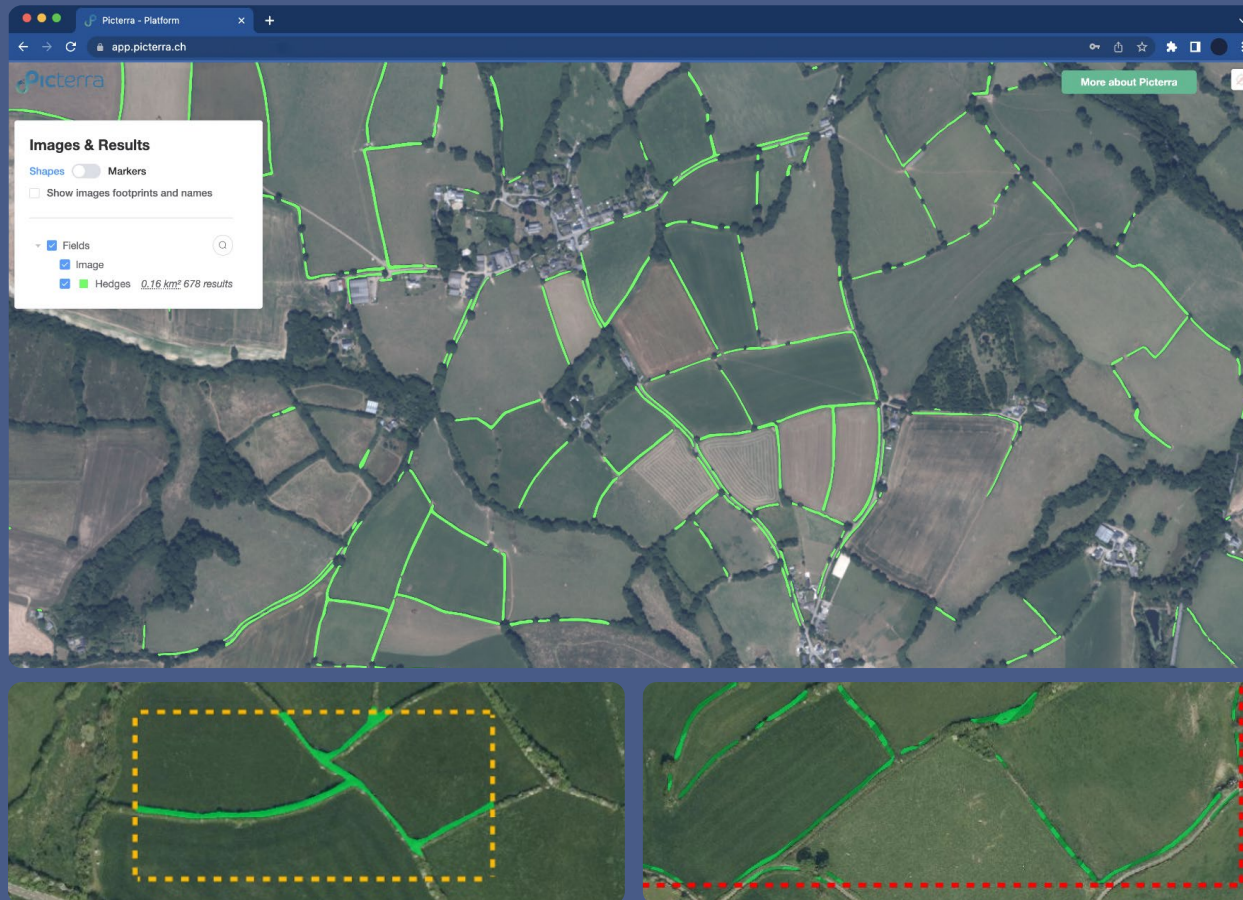 Picterra - Platform
app.picterra.ch
Picterra
More about Picterra
Images & Results
Shapes Markers
Show images footprints and names
Fields
Image
Hedges 0.16 km² 678 results